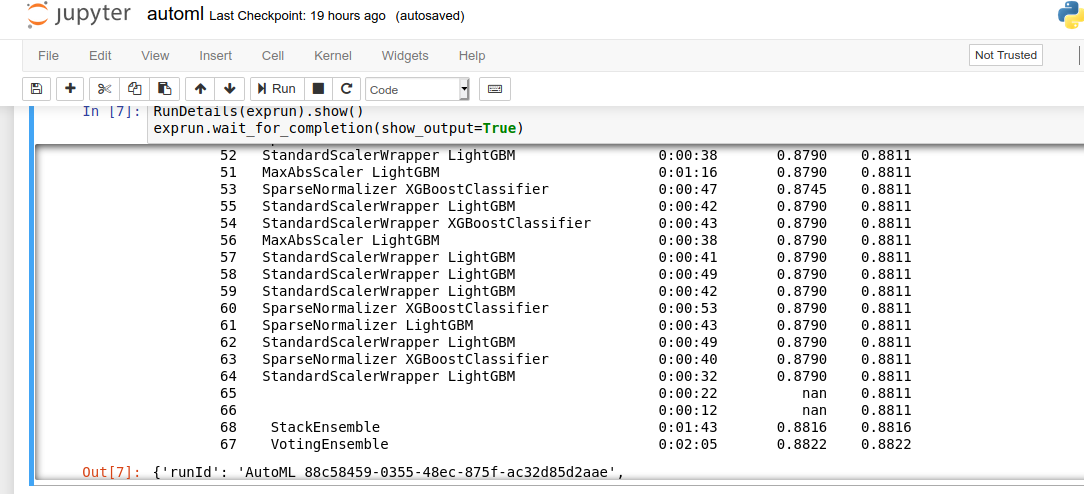 jupyter automl Last Checkpoint: 19 hours ago (autosaved)
File Edit View Insert Cell Kernel Widgets Help Not Trusted
Run Code
In [7]: RunDetails(exprun).show()
exprun.wait_for_completion(show_output=True)
52 StandardScalerWrapper LightGBM 0:00:38 0.8790 0.8811
51 MaxAbsScaler LightGBM 0:01:16 0.8790 0.8811
53 SparseNormalizer XGBoostClassifier 0:00:47 0.8745 0.8811
55 StandardScalerWrapper LightGBM 0:00:42 0.8790 0.8811
54 StandardScalerWrapper XGBoostClassifier 0:00:43 0.8790 0.8811
56 MaxAbsScaler LightGBM 0:00:38 0.8790 0.8811
57 StandardScalerWrapper LightGBM 0:00:41 0.8790 0.8811
58 StandardScalerWrapper LightGBM 0:00:49 0.8790 0.8811
59 StandardScalerWrapper LightGBM 0:00:42 0.8790 0.8811
60 SparseNormalizer XGBoostClassifier 0:00:53 0.8790 0.8811
61 SparseNormalizer LightGBM 0:00:43 0.8790 0.8811
62 StandardScalerWrapper LightGBM 0:00:49 0.8790 0.8811
63 SparseNormalizer XGBoostClassifier 0:00:40 0.8790 0.8811
64 StandardScalerWrapper LightGBM 0:00:32 0.8790 0.8811
65 0:00:22 nan 0.8811
66 0:00:12 nan 0.8811
68 StackEnsemble 0:01:43 0.8816 0.8816
67 VotingEnsemble 0:02:05 0.8822 0.8822
Out[7]: {'runId': 'AutoML_88c58459-0355-48ec-875f-ac32d85d2aae',